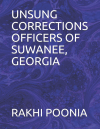 UNSUNG
CORRECTIONS
OFFICERS OF
SUWANEE,
GEORGIA
RAKHI POONIA